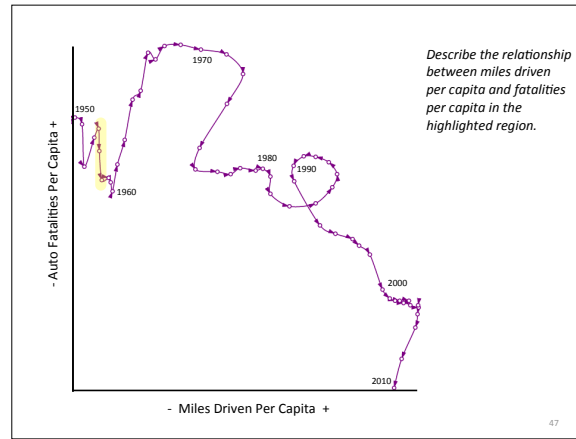 1950
1960
1970
1980
1990
2000
2010
- Auto Fatalities Per Capita +
- Miles Driven Per Capita +
Describe the relationship
between miles driven
per capita and fatalities
per capita in the
highlighted region.
47